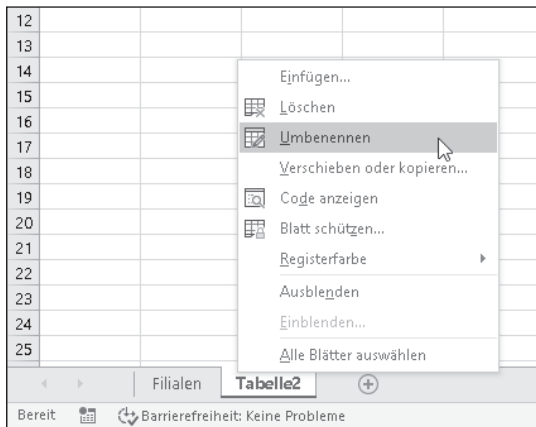 12
13
14
15
16
17
18
19
20
21
22
23
24
25
Einfügen...
Löschen
Umbenennen
Verschieben oder kopieren...
Code anzeigen
Blatt schützen...
Registerfarbe
Ausblenden
Einblenden...
Alle Blätter auswählen
Filialen Tabelle2
Bereit Barrierefreiheit: Keine Probleme